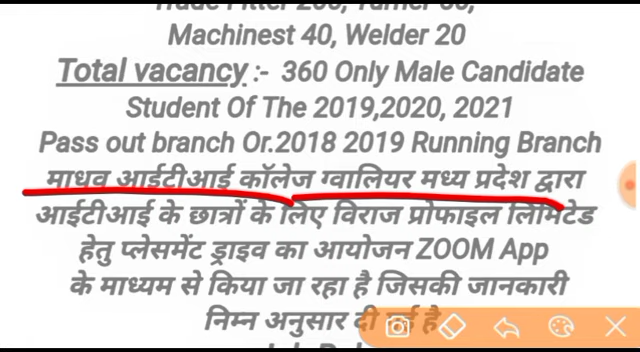 Machinest 40, Welder 20
Total vacancy :- 360 Only Male Candidate
Student Of The 2019,2020, 2021
Pass out branch Or.2018 2019 Running Branch
माधव आईटीआई कॉलेज ग्वालियर मध्य प्रदेश द्वारा
आईटीआई के छात्रों के लिए विराज प्रोफाइल लिमिटेड
हेतु प्लेसमेंट ड्राइव का आयोजन ZOOM App
के माध्यम से किया जा रहा है जिसकी जानकारी
निम्न अनुसार दी गई है